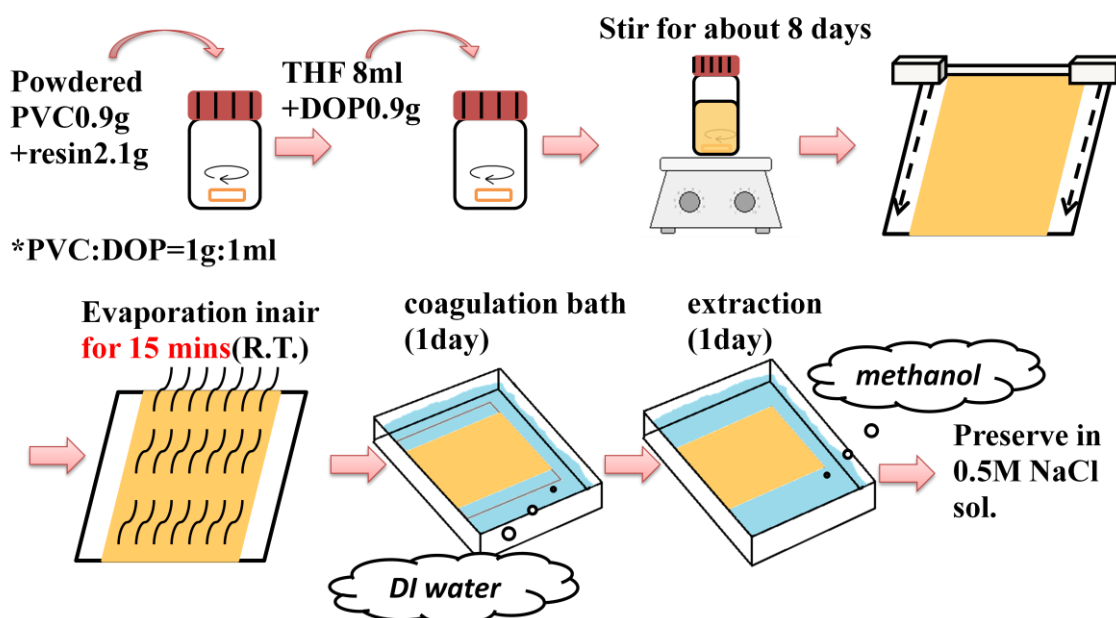 Powdered
PVC0.9g
+resin2.1g
THF 8ml
+DOP0.9g
Stir for about 8 days
*PVC:DOP=1g:1ml
Evaporation inair
for 15 mins(R.T.)
coagulation bath
(1day)
DI water
extraction
(1day)
methanol
Preserve in
0.5M NaCl
sol.